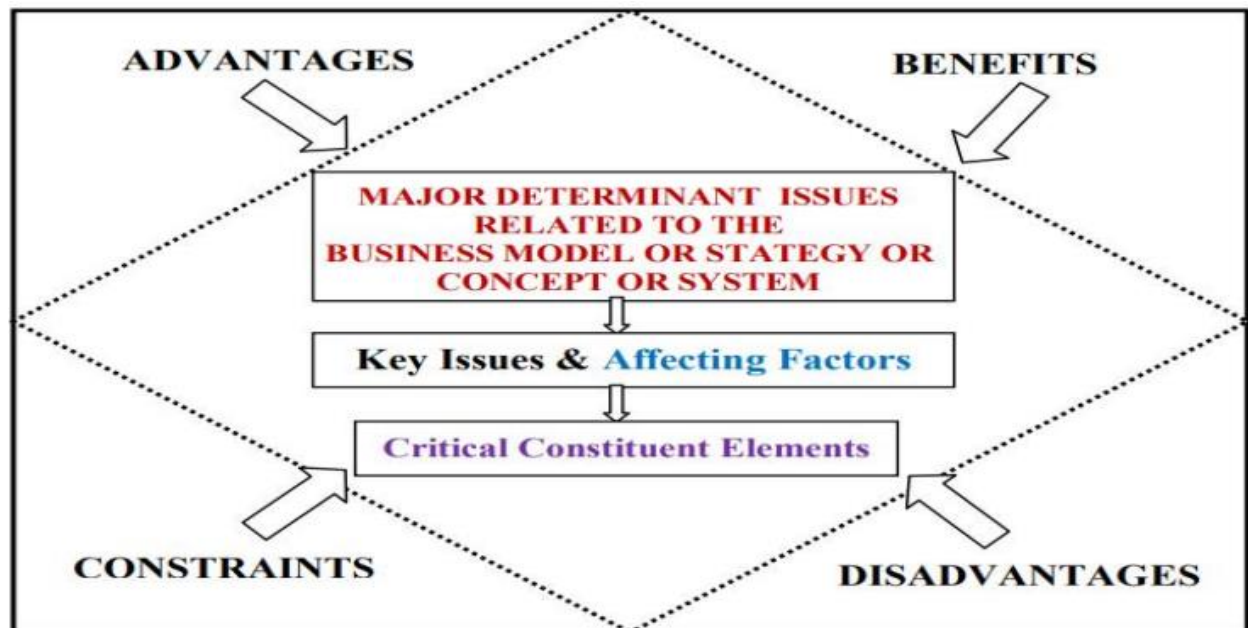 ADVANTAGES
BENEFITS
MAJOR DETERMINANT ISSUES
RELATED TO THE
BUSINESS MODEL OR STATEGY OR
CONCEPT OR SYSTEM
Key Issues & Affecting Factors
Critical Constituent Elements
CONSTRAINTS
DISADVANTAGES